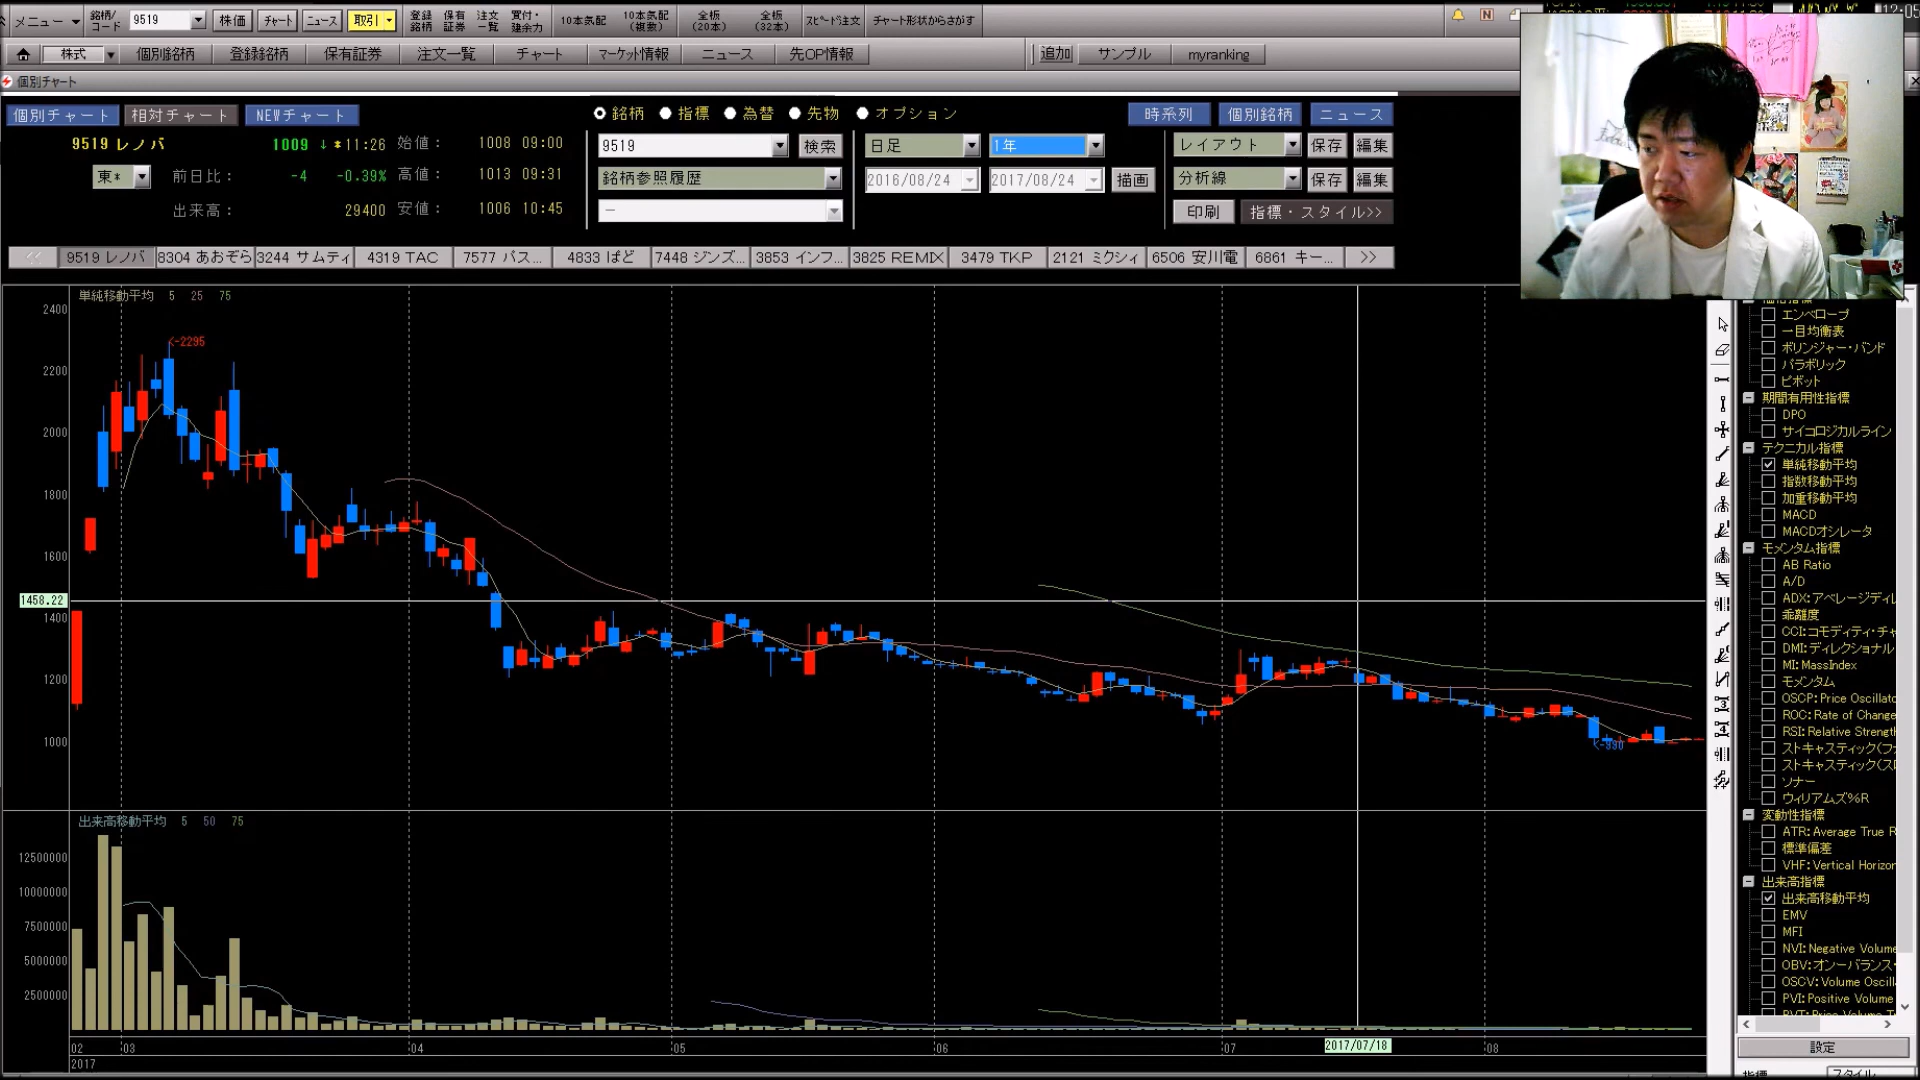 メニュー 銘柄/コード 9519 株価 チャート ニュース 取引 登録銘柄 保有証券 注文一覧 買付・建余力 10本気配 10本気配(複数) 全板(20本) 全板(32本) スピード注文 チャート形状からさがす
株式 個別銘柄 登録銘柄 保有証券 注文一覧 チャート マーケット情報 ニュース 先OP情報 追加 サンプル myranking
個別チャート
個別チャート 相対チャート NEWチャート 銘柄 指標 為替 先物 オプション 時系列 個別銘柄 ニュース
9519 レノバ 1009 ↓ *11:26 始値: 1008 09:00 9519 検索 日足 1年 レイアウト 保存 編集
東* 前日比: -4 -0.39% 高値: 1013 09:31 銘柄参照履歴 2016/08/24 2017/08/24 描画 分析線 保存 編集
出来高: 29400 安値: 1006 10:45 — 印刷 指標・スタイル>>
<< 9519 レノバ 8304 あおぞら 3244 サムティ 4319 TAC 7577 パス... 4833 ぱど 7448 ジンズ... 3853 インフ... 3825 REMIX 3479 TKP 2121 ミクシィ 6506 安川電 6861 キー... >>
単純移動平均 5 25 75
2400
<-2295
2200
2000
1800
1600
1458.22
1400
1200
1000
<-990
出来高移動平均 5 50 75
12500000
10000000
7500000
5000000
2500000
02 03 04 05 06 07 2017/07/18 08
2017
エンベロープ
一目均衡表
ボリンジャー・バンド
パラボリック
ピボット
期間有用性指標
DPO
サイコロジカルライン
テクニカル指標
単純移動平均
指数移動平均
加重移動平均
MACD
MACDオシレータ
モメンタム指標
AB Ratio
A/D
ADX:アベレージディレ
乖離度
CCI:コモディティ・チャ
DMI:ディレクショナル
MI:MassIndex
モメンタム
OSCP:Price Oscillato
ROC:Rate of Change
RSI:Relative Strengt
ストキャスティック(フ
ストキャスティック(ス
ソナー
ウィリアムズ%R
変動性指標
ATR:Average True R
標準偏差
VHF:Vertical Horizon
出来高指標
出来高移動平均
EMV
MFI
NVI:Negative Volume
OBV:オーバランス・
OSCV:Volume Oscill
PVI:Positive Volume
設定